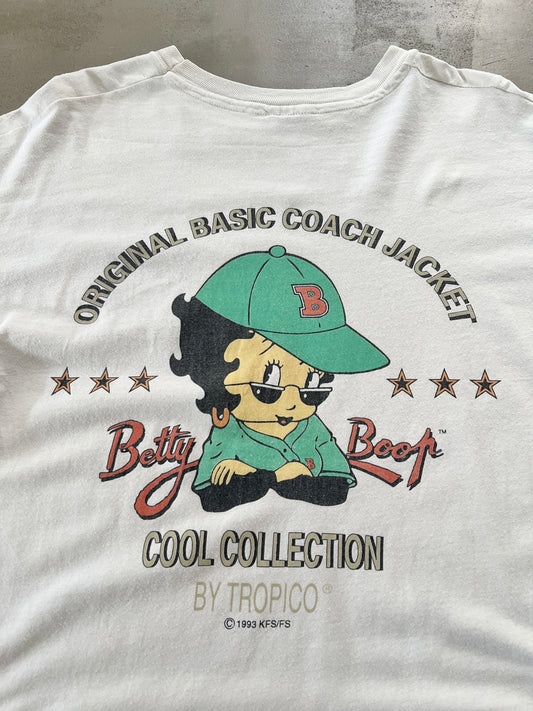 ORIGINAL BASIC COACH JACKET
B
Betty Boop™
B
COOL COLLECTION
BY TROPICO®
© 1993 KFS/FS